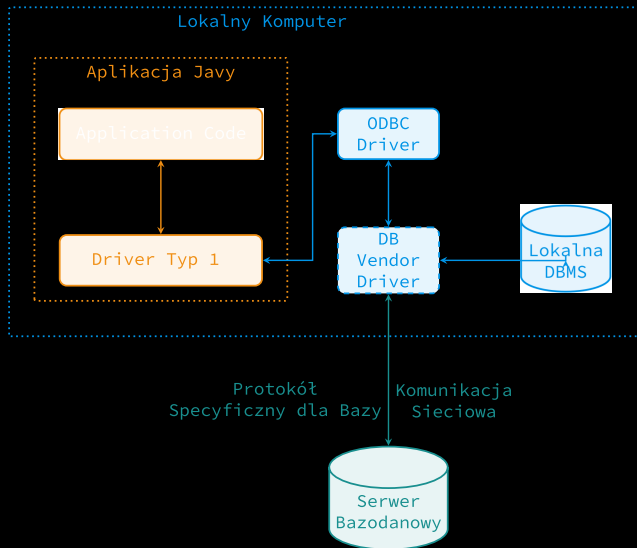 Lokalny Komputer
Aplikacja Javy
Application Code
ODBC
Driver
Driver Typ 1
DB
Vendor
Driver
Lokalna
DBMS
Protokół
Specyficzny dla Bazy
Komunikacja
Sieciowa
Serwer
Bazodanowy